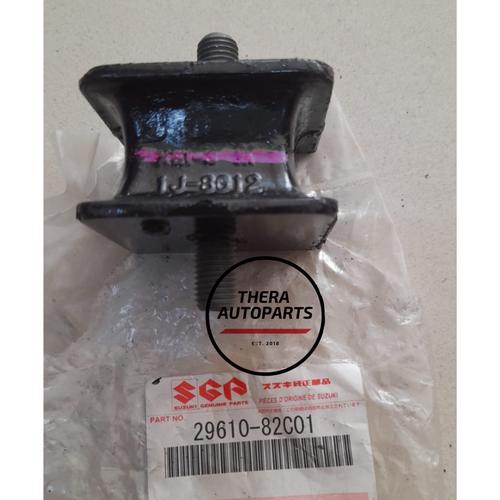 1J-8012
THERA
AUTOPARTS
EST. 2018
SGP
SUZUKI GENUINE PARTS
スズキ純正部品
PIECES D'ORIGINE DE SUZUKI
PART NO.
29610-82C01